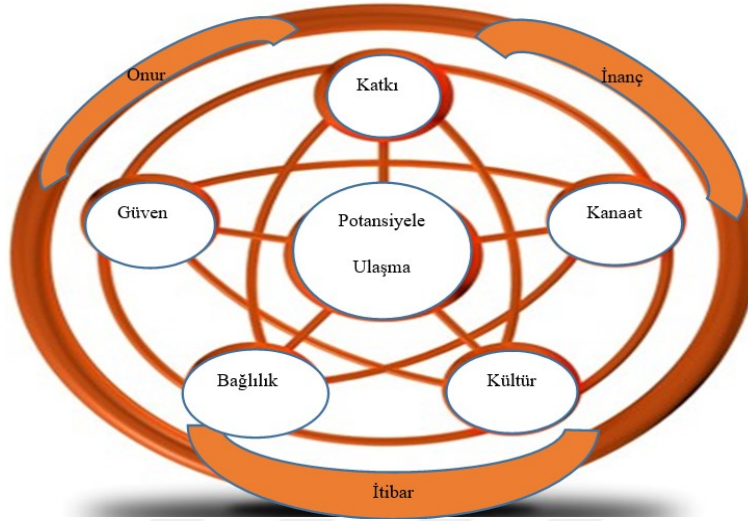 Onur
İnanç
Katkı
Güven
Kanaat
Potansiyele
Ulaşma
Bağlılık
Kültür
İtibar